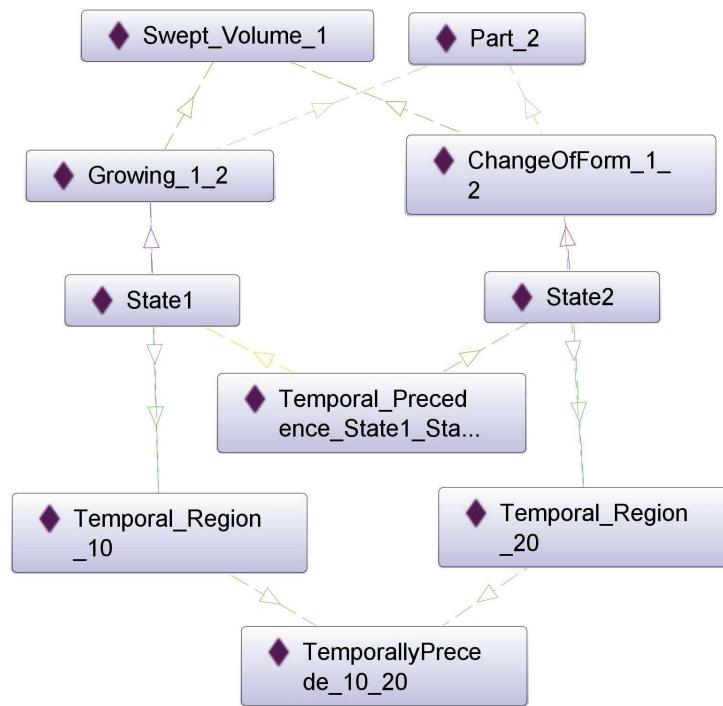 Swept_Volume_1
Part_2
Growing_1_2
ChangeOfForm_1_
2
State1
State2
Temporal_Preced
ence_State1_Sta...
Temporal_Region
_10
Temporal_Region
_20
TemporallyPrece
de_10_20